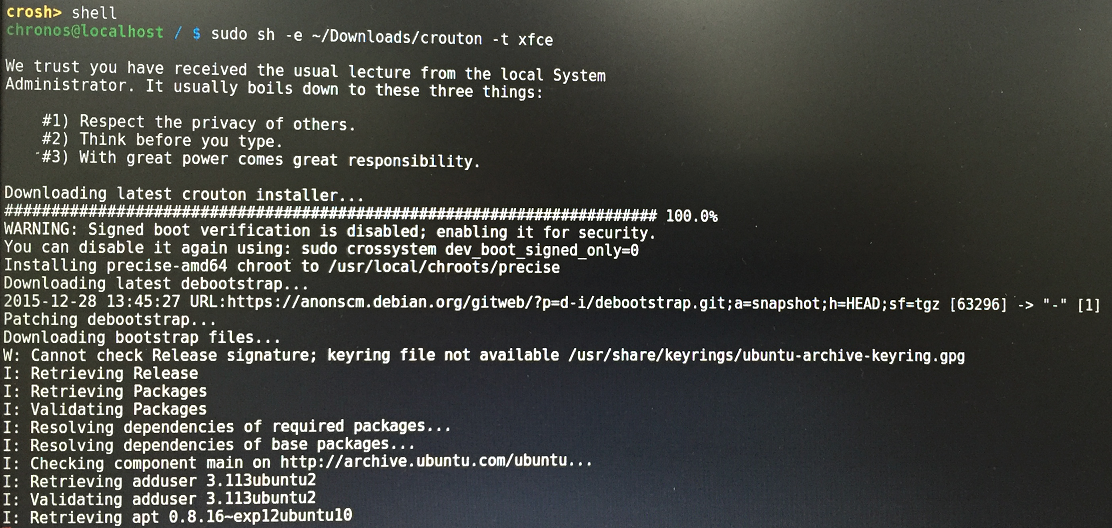 crosh> shell
chronos@localhost / $ sudo sh -e ~/Downloads/crouton -t xfce
We trust you have received the usual lecture from the local System
Administrator. It usually boils down to these three things:
#1) Respect the privacy of others.
#2) Think before you type.
#3) With great power comes great responsibility.
Downloading latest crouton installer...
###################################################################### 100.0%
WARNING: Signed boot verification is disabled; enabling it for security.
You can disable it again using: sudo crossystem dev_boot_signed_only=0
Installing precise-amd64 chroot to /usr/local/chroots/precise
Downloading latest debootstrap...
2015-12-28 13:45:27 URL:https://anonscm.debian.org/gitweb/?p=d-i/debootstrap.git;a=snapshot;h=HEAD;sf=tgz [63296] -> "-" [1]
Patching debootstrap...
Downloading bootstrap files...
W: Cannot check Release signature; keyring file not available /usr/share/keyrings/ubuntu-archive-keyring.gpg
I: Retrieving Release
I: Retrieving Packages
I: Validating Packages
I: Resolving dependencies of required packages...
I: Resolving dependencies of base packages...
I: Checking component main on http://archive.ubuntu.com/ubuntu...
I: Retrieving adduser 3.113ubuntu2
I: Validating adduser 3.113ubuntu2
I: Retrieving apt 0.8.16~exp12ubuntu10